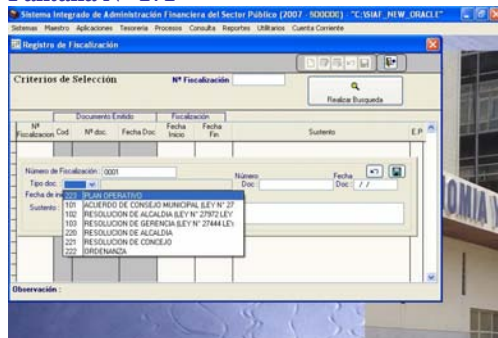 Sistema Integrado de Administración Financiera del Sector Público (2007 - 500000) - "C:\SIAF_NEW_ORACLE"
Sistemas Maestro Aplicaciones Tesoreria Procesos Consulta Reportes Utilitarios Cuenta Corriente
Registro de Fiscalización
Criterios de Selección Nº Fiscalización
Realizar Busqueda
Documento Emitido Fiscalización
Nº Fiscalizacion Cod Nº doc. Fecha Doc Fecha Inicio Fecha Fin Sustento E.P
Número de Fiscalización : 0001
Tipo doc. : Número Doc : Fecha Doc : / /
Fecha de in
223 PLAN OPERATIVO
Sustento
101 ACUERDO DE CONSEJO MUNICIPAL (LEY N° 27
102 RESOLUCION DE ALCALDIA (LEY N° 27972 LEY
103 RESOLUCION DE GERENCIA (LEY N° 27444 LEY
220 RESOLUCION DE ALCALDIA
221 RESOLUCION DE CONCEJO
222 ORDENANZA
Observación :
OMIA Y